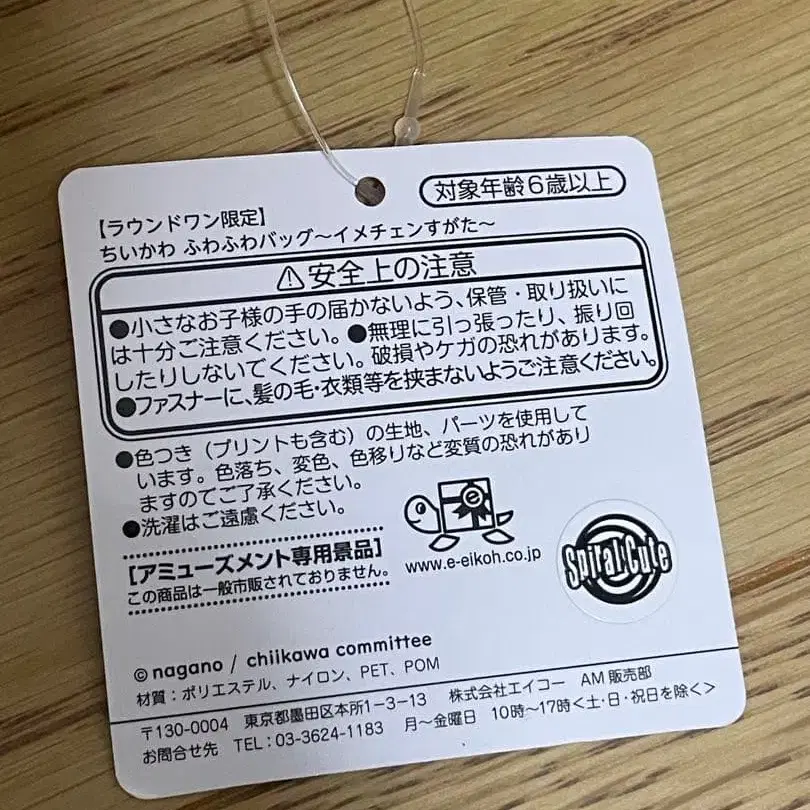 対象年齢6歳以上
【ラウンドワン限定】
ちいかわ ふわふわバッグ〜イメチェンすがた〜
⚠安全上の注意
●小さなお子様の手の届かないよう、保管・取り扱いに
は十分ご注意ください。●無理に引っ張ったり、振り回
したりしないでください。破損やケガの恐れがあります。
●ファスナーに、髪の毛・衣類等を挟まないようご注意ください。
●色つき（プリントも含む）の生地、パーツを使用して
います。色落ち、変色、色移りなど変質の恐れがあり
ますのでご了承ください。
●洗濯はご遠慮ください。
【アミューズメント専用景品】
この商品は一般市販されておりません。
e
www.e-eikoh.co.jp
Spiral Cute
©nagano / chiikawa committee
材質：ポリエステル、ナイロン、PET、POM
〒130-0004 東京都墨田区本所1-3-13 株式会社エイコー AM販売部
お問合せ先 TEL：03-3624-1183 月〜金曜日 10時〜17時<土・日・祝日を除く>